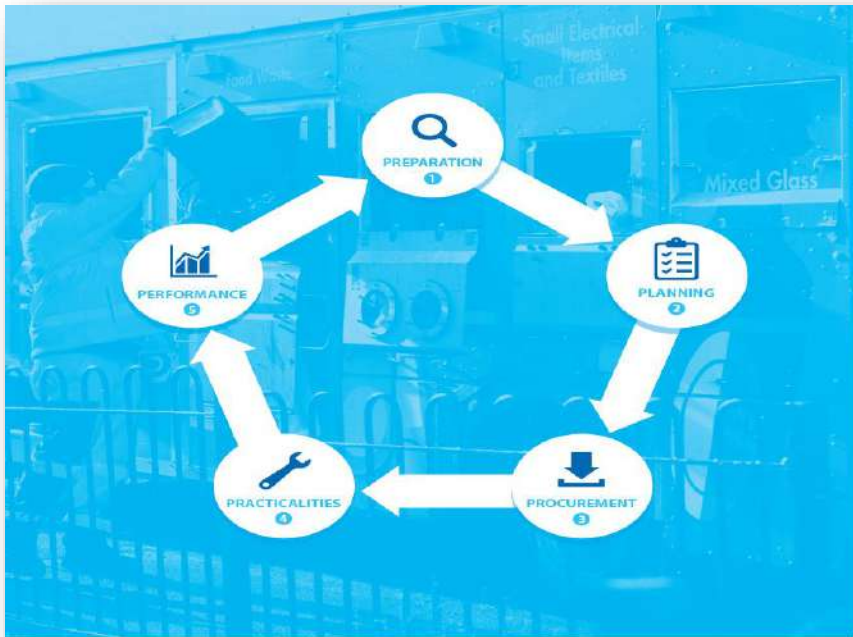 Food Waste
Small Electrical
Items
and Textiles
Mixed Glass
PREPARATION
1
PLANNING
2
PROCUREMENT
3
PRACTICALITIES
4
PERFORMANCE
5